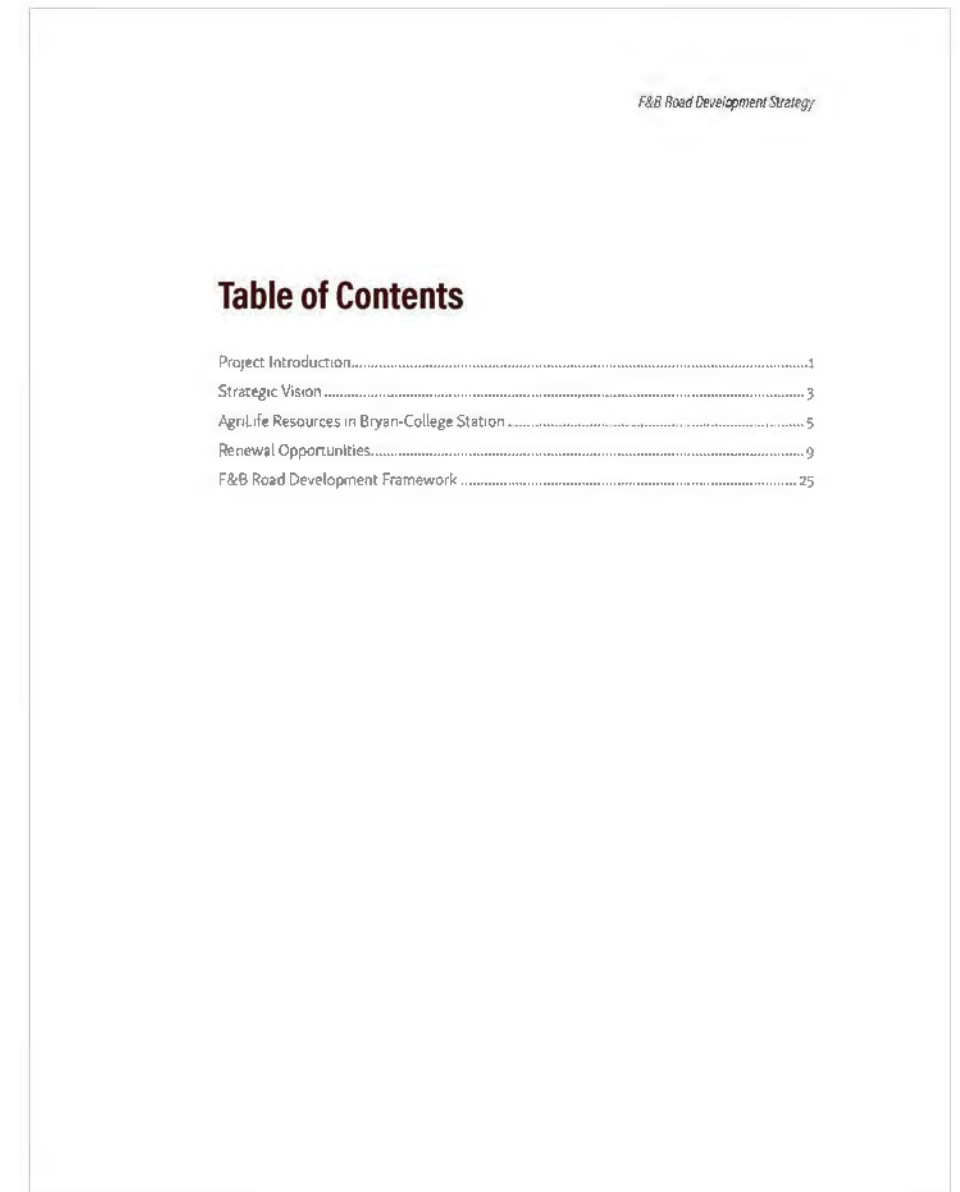 F&B Road Development Strategy
Table of Contents
Project Introduction........................................................................................................1
Strategic Vision ........................................................................................................ 3
AgriLife Resources in Bryan-College Station ........................................................................ 5
Renewal Opportunities........................................................................................................ 9
F&B Road Development Framework ........................................................................ 25